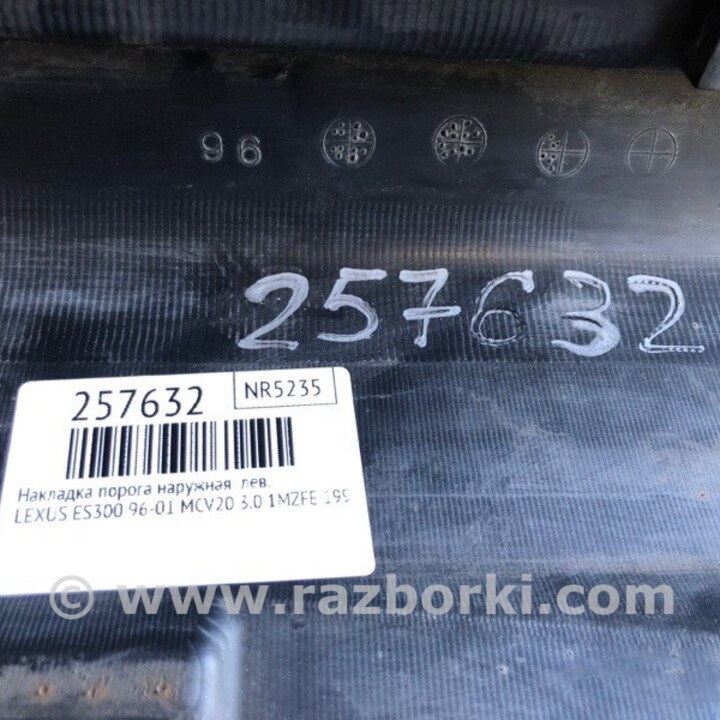 96
257632
257632 NR5235
Накладка порога наружная лев.
LEXUS ES300 96-01 MCV20 3.0 1MZFE 199
© www.razborki.com